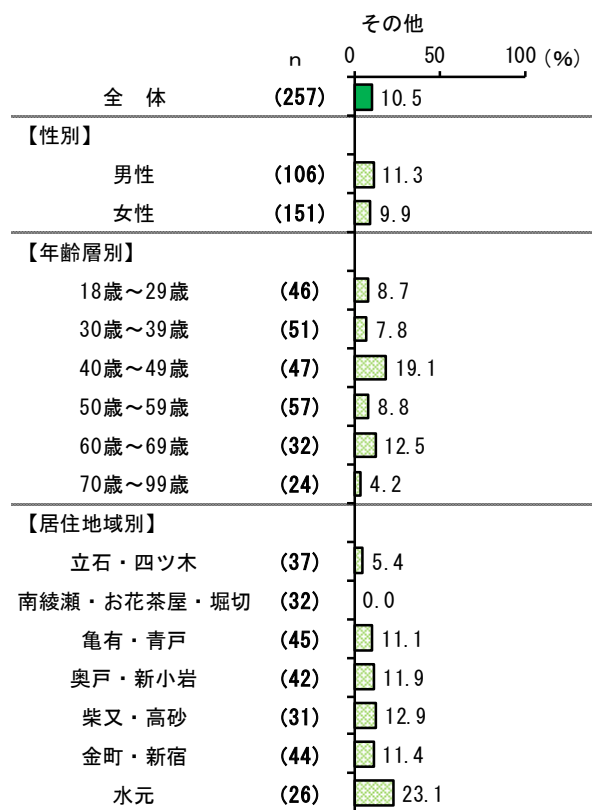 その他
n 0 50 100 (%)
全 体 (257) 10.5
【性別】
男性 (106) 11.3
女性 (151) 9.9
【年齢層別】
18歳～29歳 (46) 8.7
30歳～39歳 (51) 7.8
40歳～49歳 (47) 19.1
50歳～59歳 (57) 8.8
60歳～69歳 (32) 12.5
70歳～99歳 (24) 4.2
【居住地域別】
立石・四ツ木 (37) 5.4
南綾瀬・お花茶屋・堀切 (32) 0.0
亀有・青戸 (45) 11.1
奥戸・新小岩 (42) 11.9
柴又・高砂 (31) 12.9
金町・新宿 (44) 11.4
水元 (26) 23.1